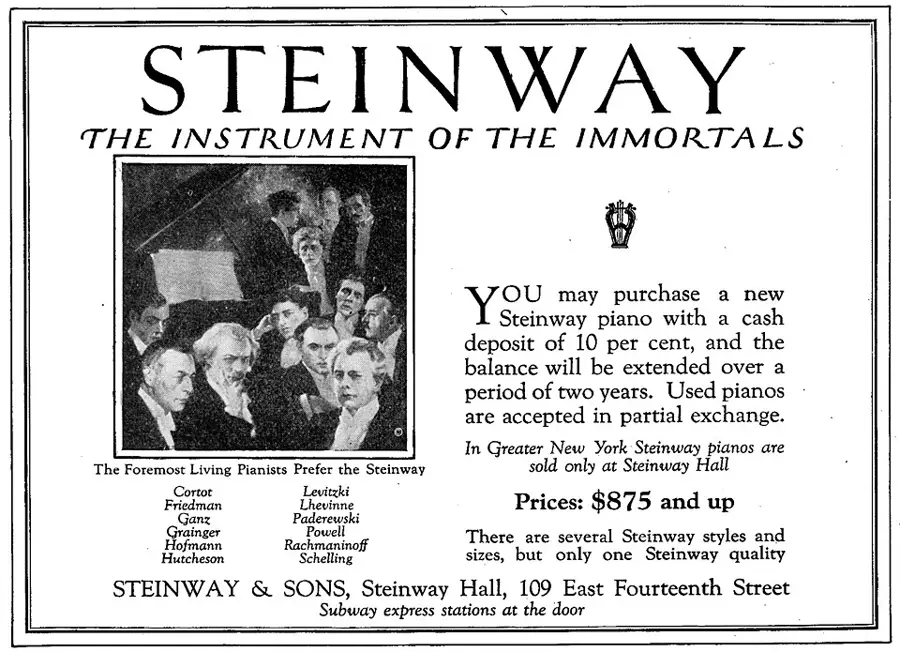 STEINWAY
THE INSTRUMENT OF THE IMMORTALS
The Foremost Living Pianists Prefer the Steinway
Cortot
Friedman
Ganz
Grainger
Hofmann
Hutcheson
Levitzki
Lhevinne
Paderewski
Powell
Rachmaninoff
Schelling
YOU may purchase a new
Steinway piano with a cash
deposit of 10 per cent, and the
balance will be extended over a
period of two years. Used pianos
are accepted in partial exchange.
In Greater New York Steinway pianos are
sold only at Steinway Hall
Prices: $875 and up
There are several Steinway styles and
sizes, but only one Steinway quality
STEINWAY & SONS, Steinway Hall, 109 East Fourteenth Street
Subway express stations at the door